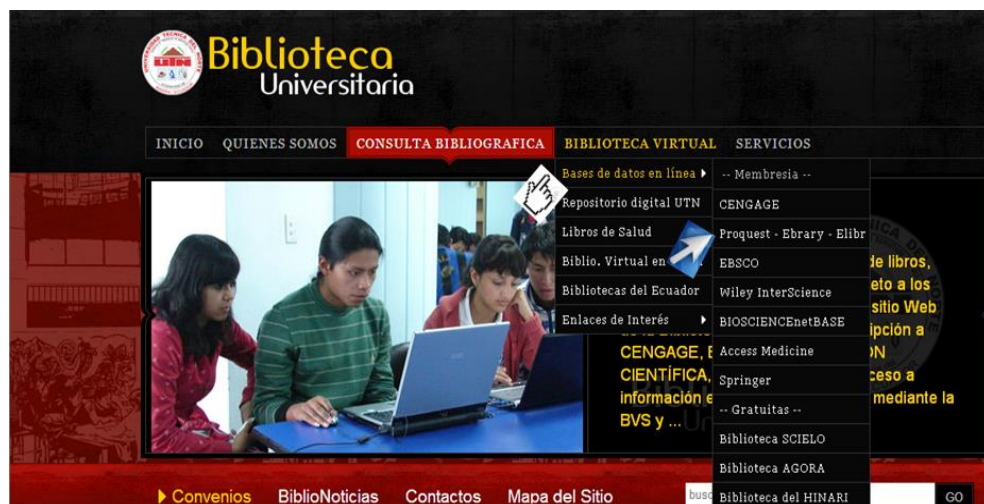 UTN
Biblioteca
Universitaria
INICIO QUIENES SOMOS CONSULTA BIBLIOGRAFICA BIBLIOTECA VIRTUAL SERVICIOS
Bases de datos en línea
Repositorio digital UTN
Libros de Salud
Biblio. Virtual en
Bibliotecas del Ecuador
Enlaces de Interés
-- Membresia --
CENGAGE
Proquest - Ebrary - Elibr
EBSCO
Wiley InterScience
BIOSCIENCEnetBASE
Access Medicine
Springer
-- Gratuitas --
Biblioteca SCIELO
Biblioteca AGORA
Biblioteca del HINARI
de libros,
eto a los
sitio Web
ipción a
CENGAGE, ON
CIENTÍFICA, ceso a
información e mediante la
BVS y ...
Convenios BiblioNoticias Contactos Mapa del Sitio busc GO